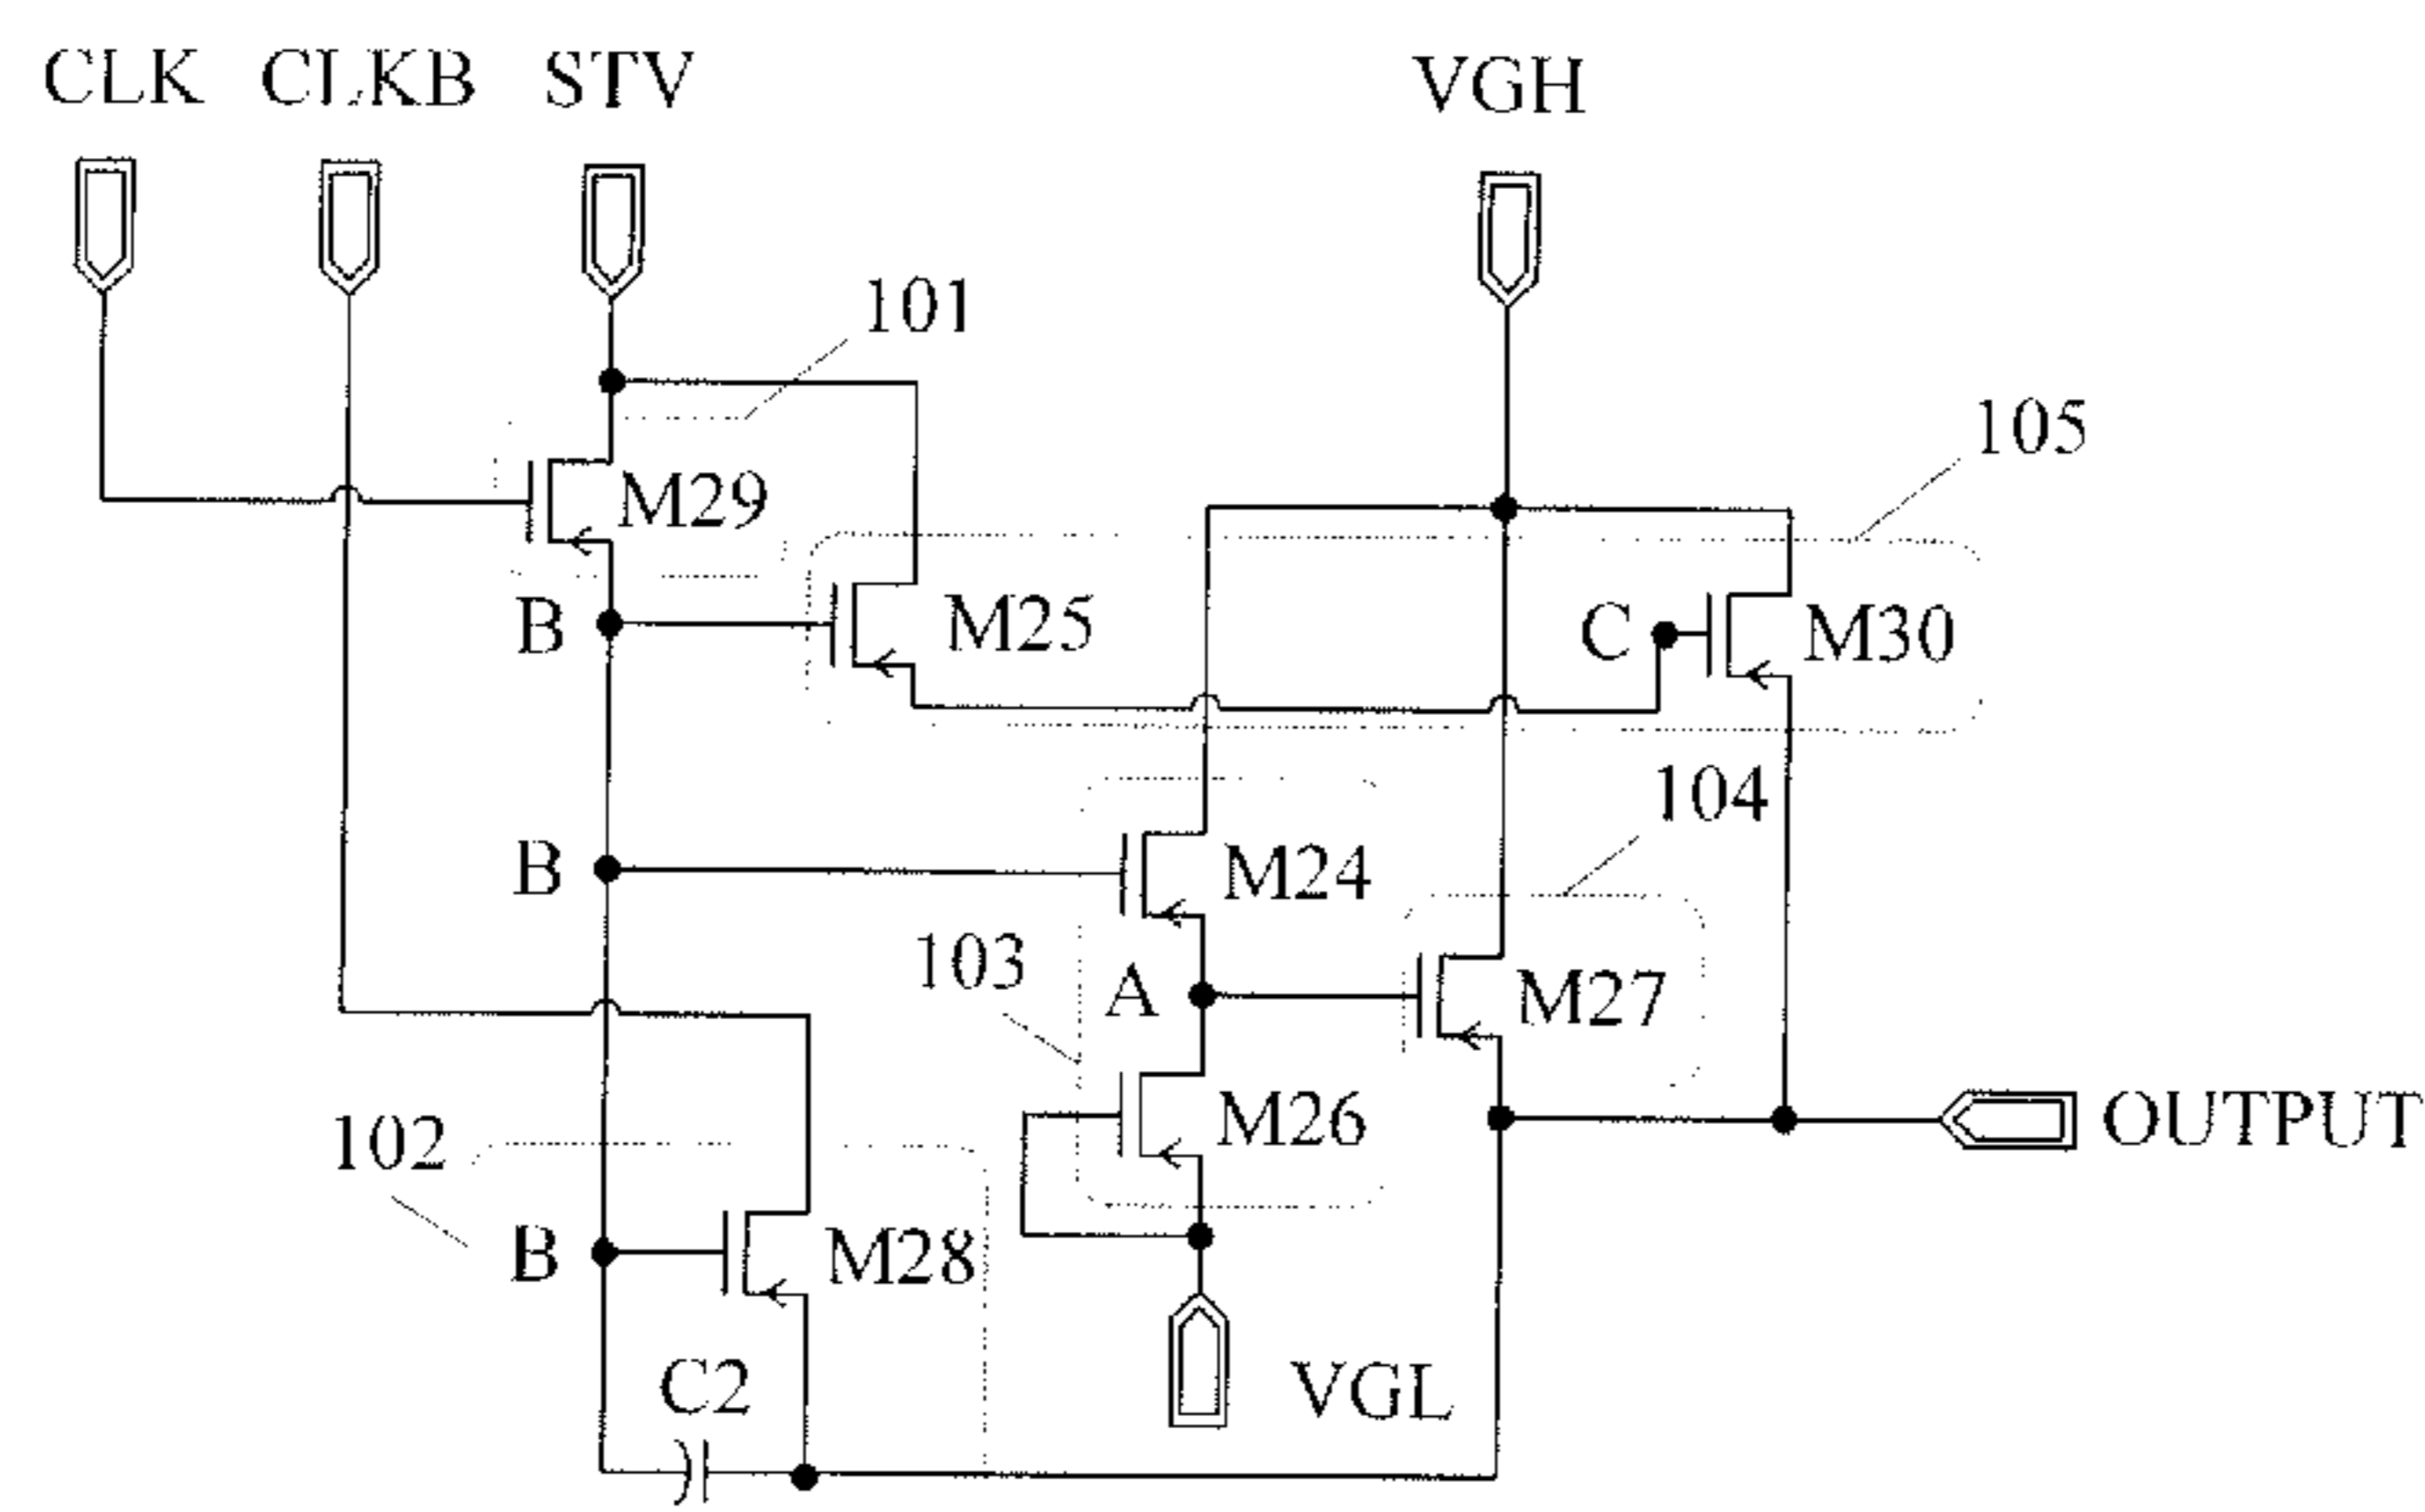 CLK CLKB STV VGH
101
105
M29
B M25 C M30
104
B M24
103 A M27
102 M26 OUTPUT
B M28
C2 VGL